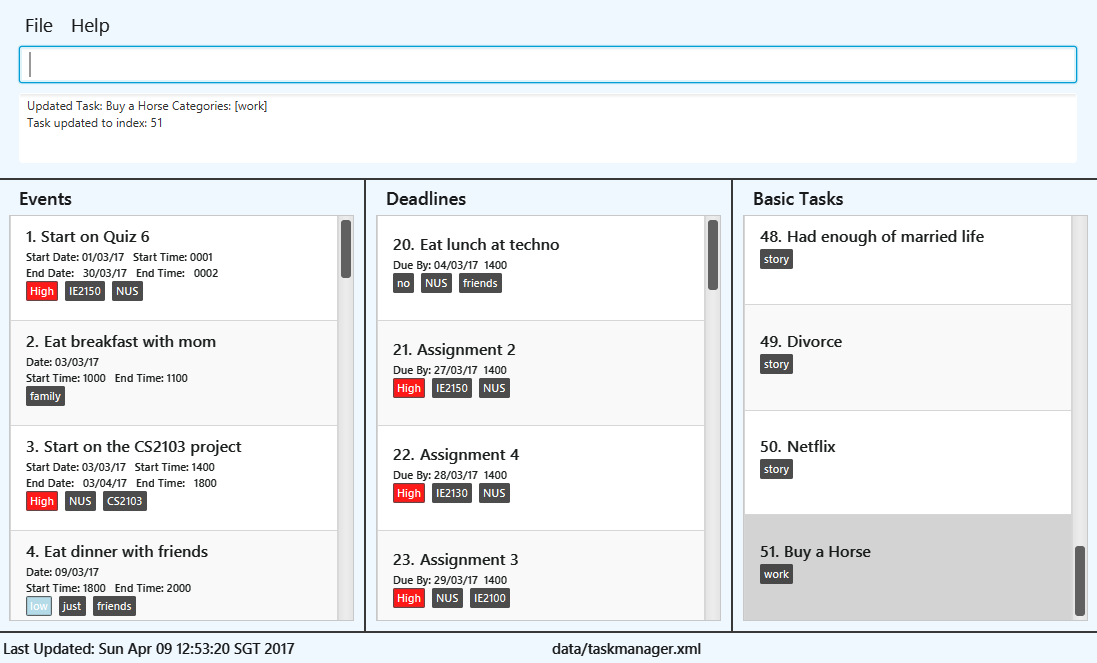 File Help
Updated Task: Buy a Horse Categories: [work]
Task updated to index: 51
Events
1. Start on Quiz 6
Start Date: 01/03/17 Start Time: 0001
End Date: 30/03/17 End Time: 0002
High IE2150 NUS
2. Eat breakfast with mom
Date: 03/03/17
Start Time: 1000 End Time: 1100
family
3. Start on the CS2103 project
Start Date: 03/03/17 Start Time: 1400
End Date: 03/04/17 End Time: 1800
High NUS CS2103
4. Eat dinner with friends
Date: 09/03/17
Start Time: 1800 End Time: 2000
low just friends
Deadlines
20. Eat lunch at techno
Due By: 04/03/17 1400
no NUS friends
21. Assignment 2
Due By: 27/03/17 1400
High IE2150 NUS
22. Assignment 4
Due By: 28/03/17 1400
High IE2130 NUS
23. Assignment 3
Due By: 29/03/17 1400
High NUS IE2100
Basic Tasks
48. Had enough of married life
story
49. Divorce
story
50. Netflix
story
51. Buy a Horse
work
Last Updated: Sun Apr 09 12:53:20 SGT 2017
data/taskmanager.xml